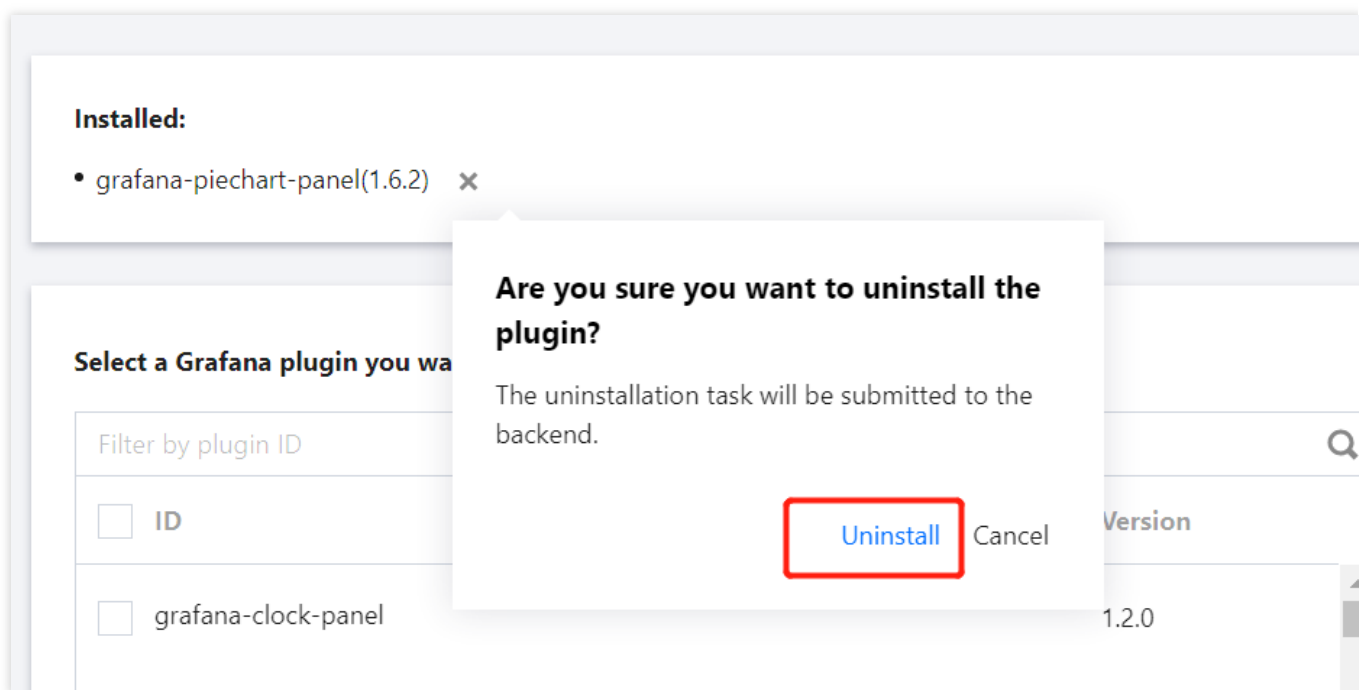 Installed:
• grafana-piechart-panel(1.6.2) ×
Are you sure you want to uninstall the
plugin?
Select a Grafana plugin you wa
The uninstallation task will be submitted to the
backend.
Filter by plugin ID
ID
Version
Uninstall Cancel
grafana-clock-panel
1.2.0